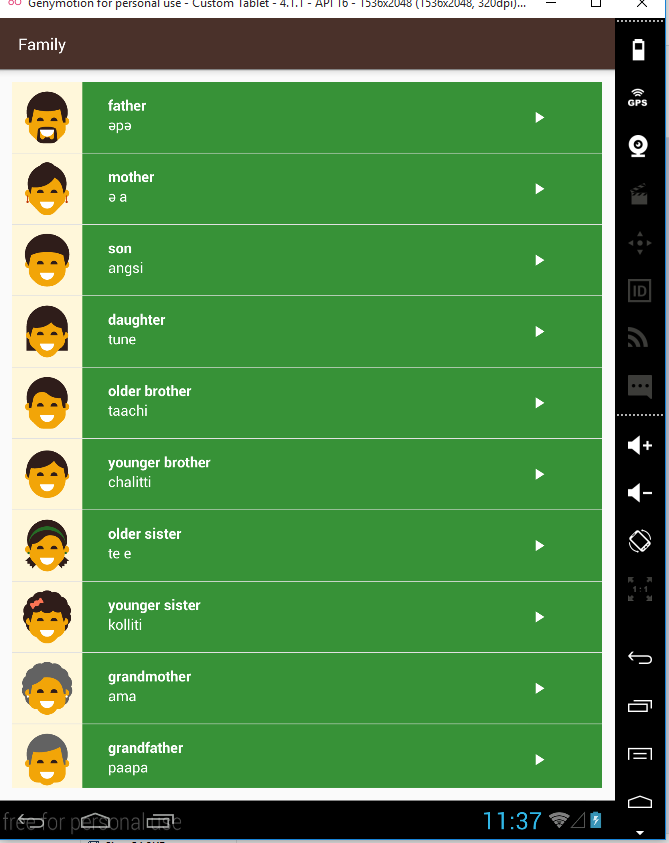 Genymotion for personal use - Custom Tablet - 4.1.1 - API 16 - 1536x2048 (1536x2048, 320dpi)...
Family
GPS
father
əpə
mother
ə a
son
angsi
ID
daughter
tune
older brother
taachi
younger brother
chalitti
older sister
te e
1:1
younger sister
kolliti
grandmother
ama
grandfather
paapa
free for personal use
11:37